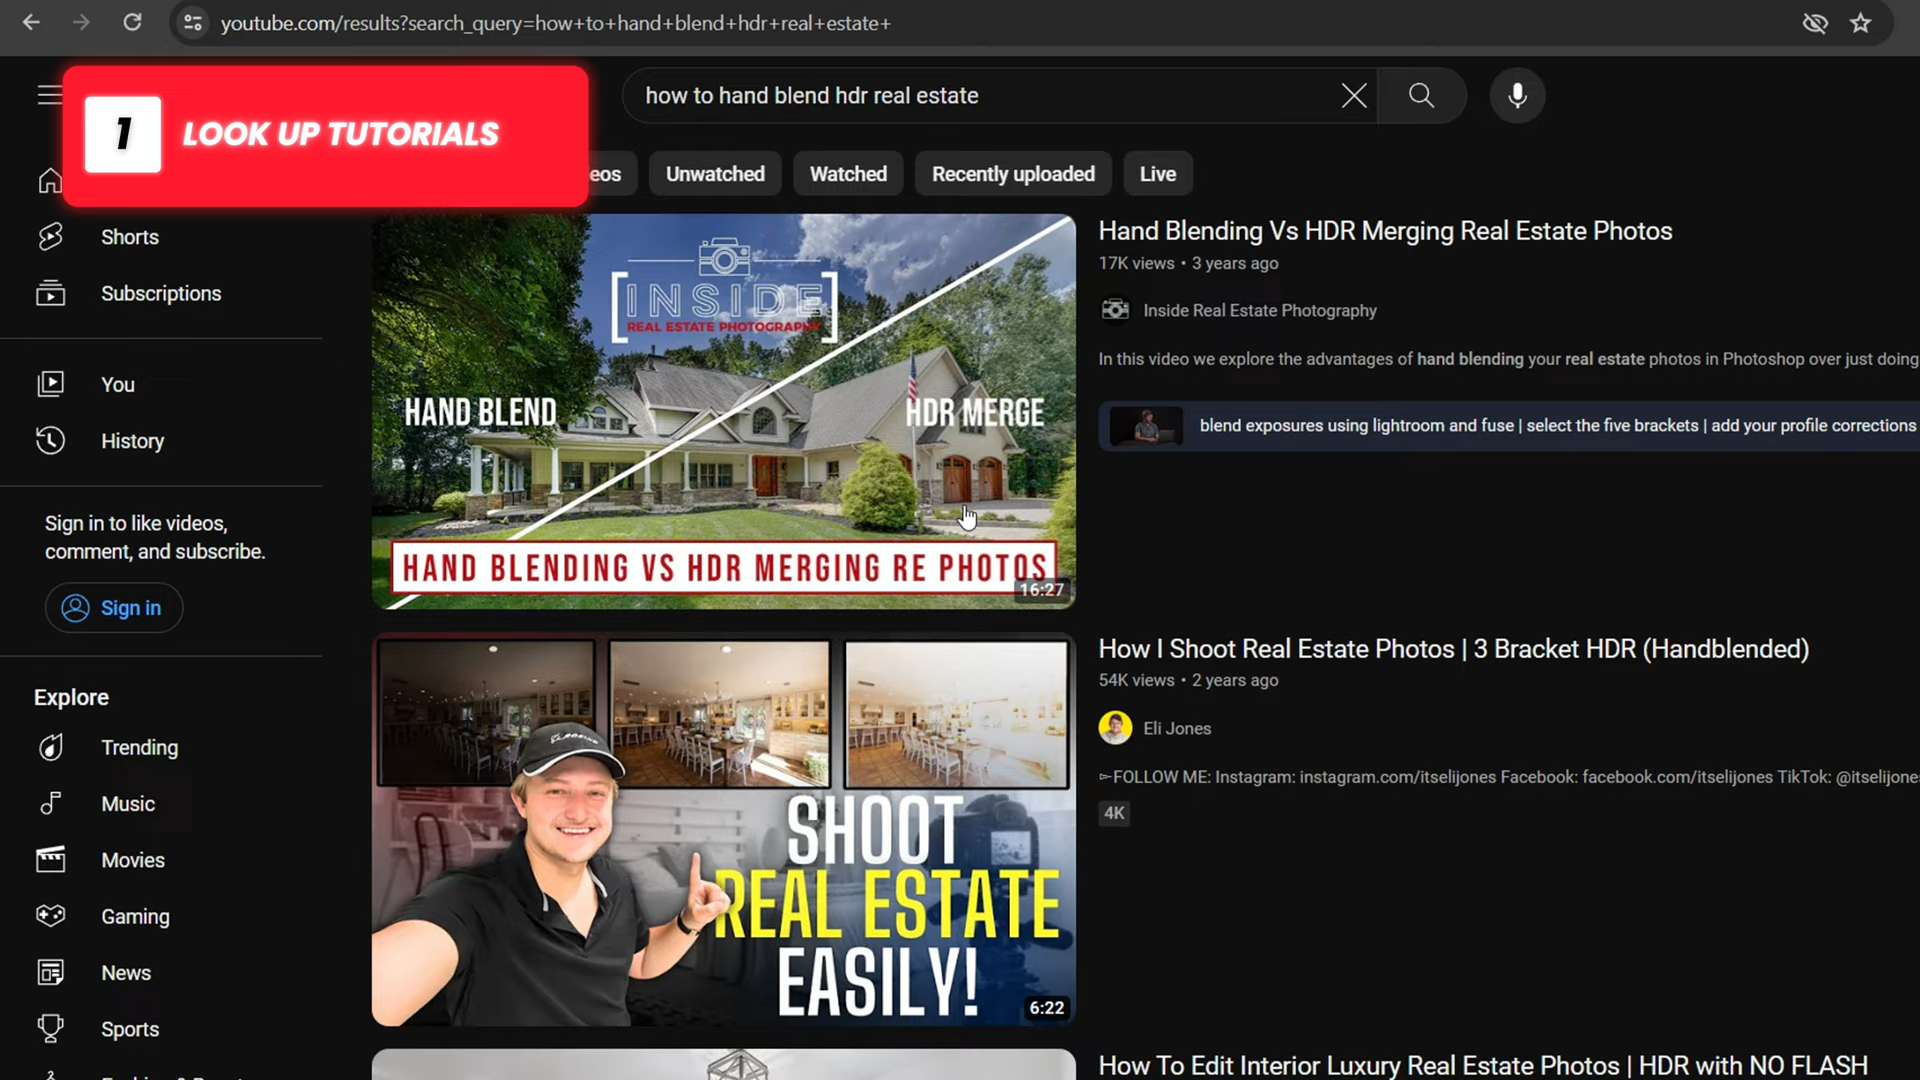 youtube.com/results?search_query=how+to+hand+blend+hdr+real+estate+
1 LOOK UP TUTORIALS
how to hand blend hdr real estate
eos
Unwatched
Watched
Recently uploaded
Live
Shorts
Subscriptions
You
History
Sign in to like videos,
comment, and subscribe.
Sign in
Explore
Trending
Music
Movies
Gaming
News
Sports
INSIDE
REAL ESTATE PHOTOGRAPHY
HAND BLEND
HDR MERGE
HAND BLENDING VS HDR MERGING RE PHOTOS
16:27
Hand Blending Vs HDR Merging Real Estate Photos
17K views • 3 years ago
Inside Real Estate Photography
In this video we explore the advantages of hand blending your real estate photos in Photoshop over just doing
blend exposures using lightroom and fuse | select the five brackets | add your profile corrections
SHOOT
REAL ESTATE
EASILY!
6:22
How I Shoot Real Estate Photos | 3 Bracket HDR (Handblended)
54K views • 2 years ago
Eli Jones
▻FOLLOW ME: Instagram: instagram.com/itselijones Facebook: facebook.com/itselijones TikTok: @itselijones
4K
How To Edit Interior Luxury Real Estate Photos | HDR with NO FLASH